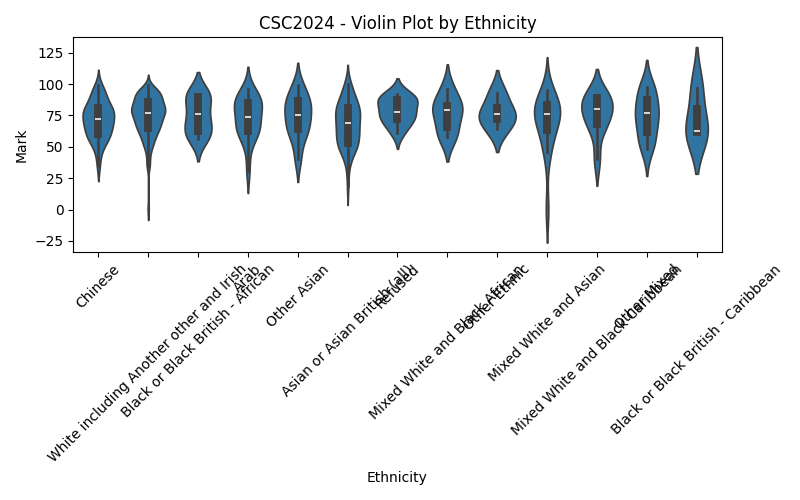 CSC2024 - Violin Plot by Ethnicity
Mark
125
100
75
50
25
0
−25
Chinese
White including Another other and Irish
Black or Black British - African
Arab
Other Asian
Asian or Asian British (all)
Refused
Mixed White and Black African
Other Ethnic
Mixed White and Asian
Mixed White and Black Caribbean
Other Mixed
Black or Black British - Caribbean
Ethnicity